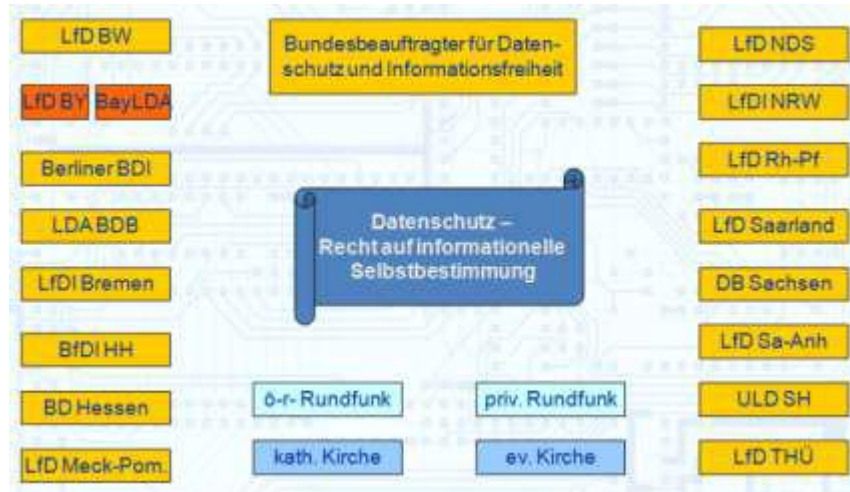 LfD BW
LfD BY BayLDA
Berliner BDI
LDA BDB
LfDI Bremen
BfDI HH
BD Hessen
LfD Meck-Pom.
Bundesbeauftragter für Daten-
schutz und Informationsfreiheit
Datenschutz –
Recht auf informationelle
Selbstbestimmung
ö-r- Rundfunk
priv. Rundfunk
kath. Kirche
ev. Kirche
LfD NDS
LfDI NRW
LfD Rh-Pf
LfD Saarland
DB Sachsen
LfD Sa-Anh
ULD SH
LfD THÜ